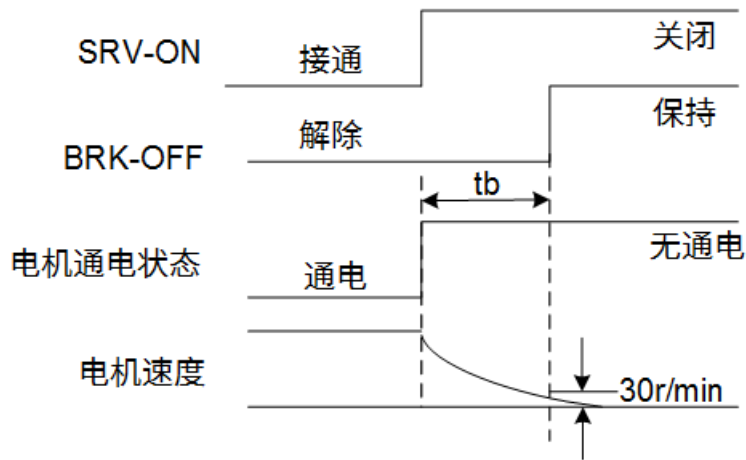 SRV-ON 接通 关闭
BRK-OFF 解除 保持
tb
电机通电状态 通电 无通电
电机速度 30r/min